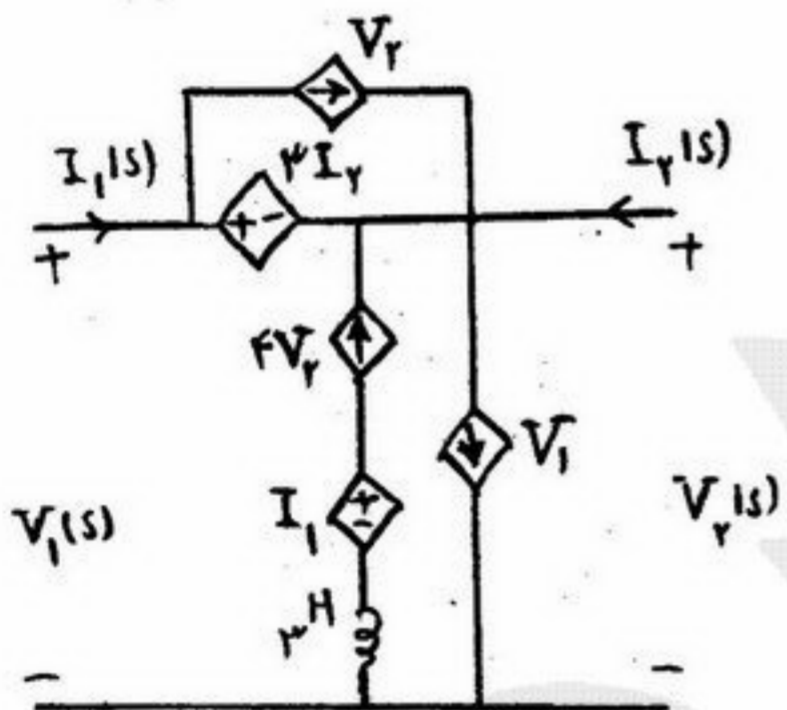 V۲
I۱(s)
۳I۲
I۲(s)
+
+ -
+
۴V۲
V۱
I۱
+
-
V۱(s)
V۲(s)
۳H
-
-